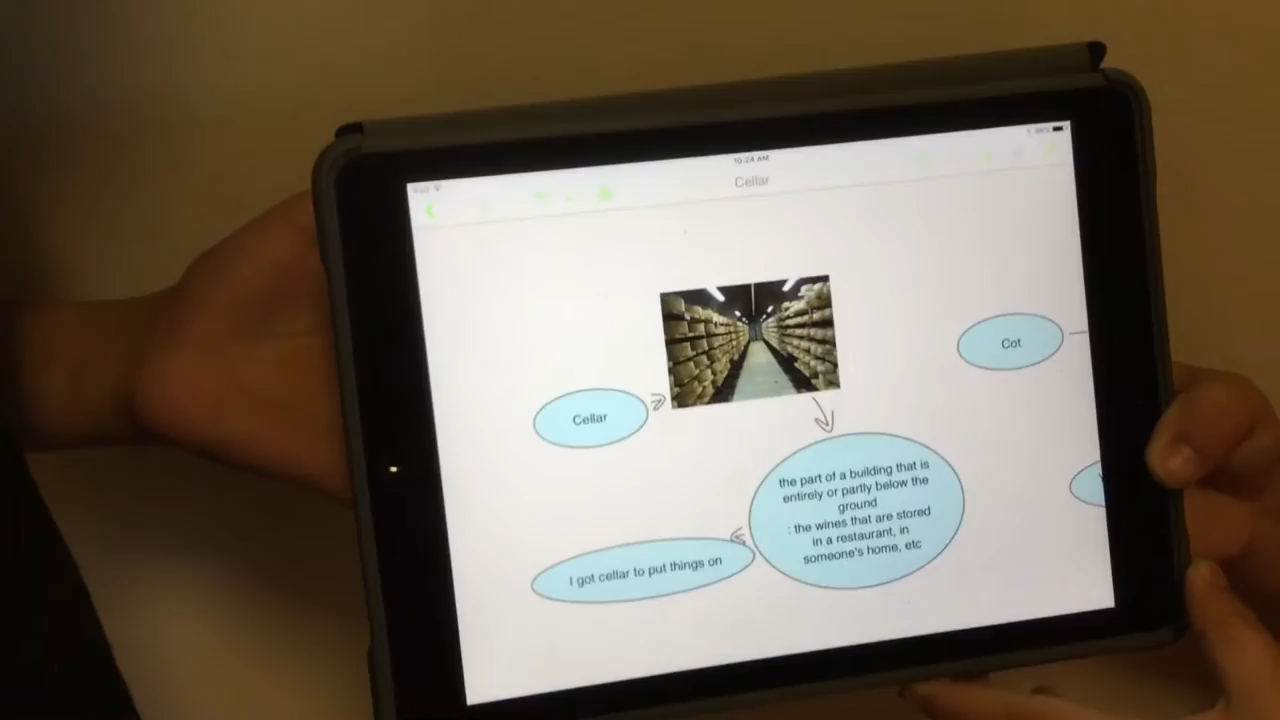 10:24 AM
Cellar
Cot
Cellar
the part of a building that is
entirely or partly below the
ground
: the wines that are stored
in a restaurant, in
someone's home, etc
I got cellar to put things on